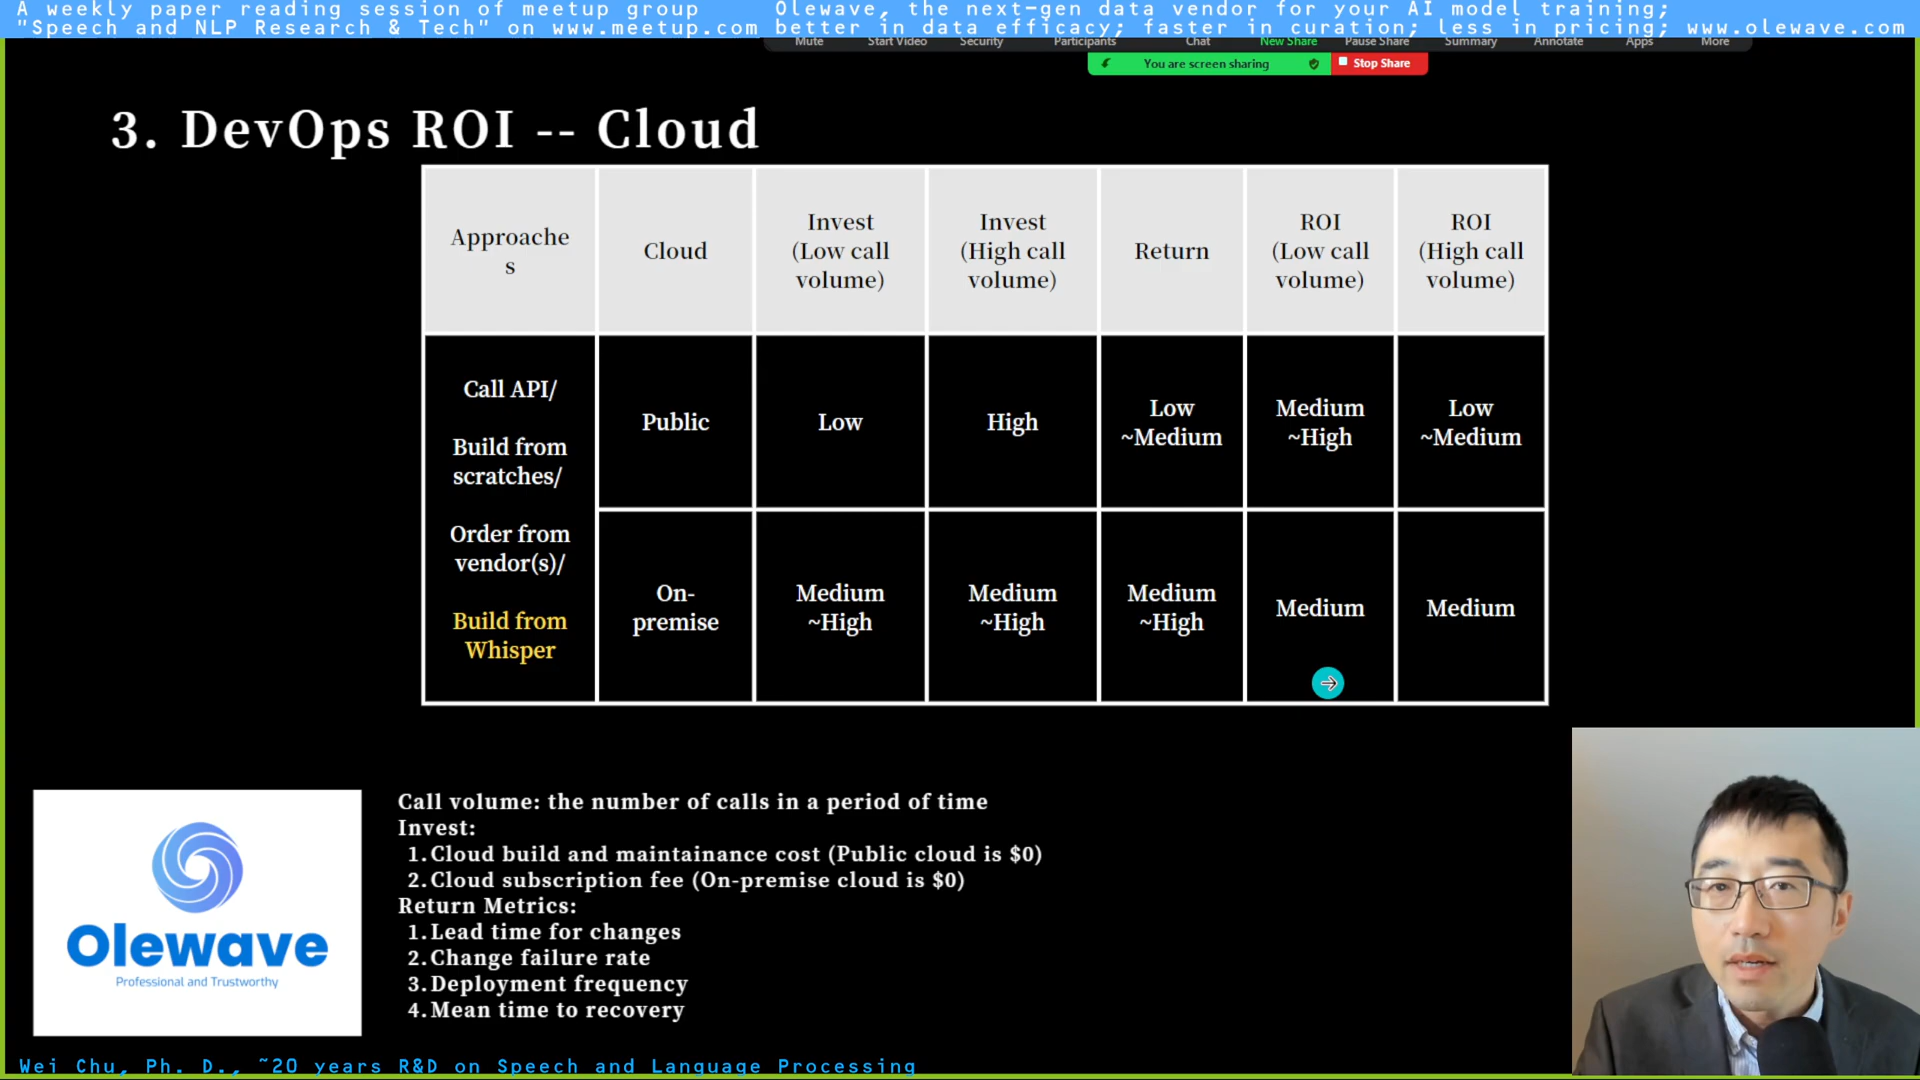 A weekly paper reading session of meetup group
"Speech and NLP Research & Tech" on www.meetup.com
Olewave, the next-gen data vendor for your AI model training;
better in data efficacy; faster in curation; less in pricing; www.olewave.com
Mute Start Video Security Participants Chat New Share Pause Share Summary Annotate Apps More
You are screen sharing Stop Share
3. DevOps ROI -- Cloud
Approache
s
Cloud
Invest
(Low call
volume)
Invest
(High call
volume)
Return
ROI
(Low call
volume)
ROI
(High call
volume)
Call API/
Build from
scratches/
Order from
vendor(s)/
Build from
Whisper
Public
Low
High
Low
~Medium
Medium
~High
Low
~Medium
On-
premise
Medium
~High
Medium
~High
Medium
~High
Medium
Medium
Olewave
Professional and Trustworthy
Call volume: the number of calls in a period of time
Invest:
1. Cloud build and maintainance cost (Public cloud is $0)
2. Cloud subscription fee (On-premise cloud is $0)
Return Metrics:
1. Lead time for changes
2. Change failure rate
3. Deployment frequency
4. Mean time to recovery
Wei Chu, Ph. D., ~20 years R&D on Speech and Language Processing